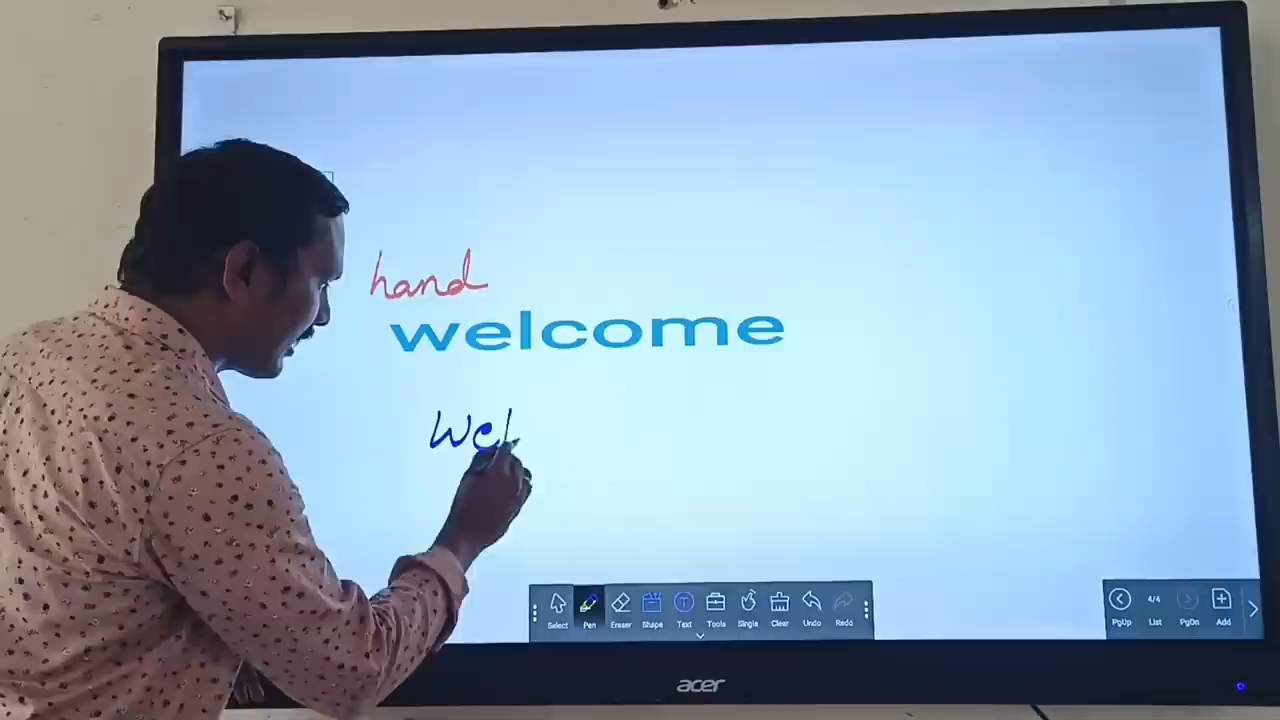 hand
welcome
Wel
Select Pen Eraser Shape Text Tools Single Clear Undo Redo
4/4
PgUp List PgDn Add
acer